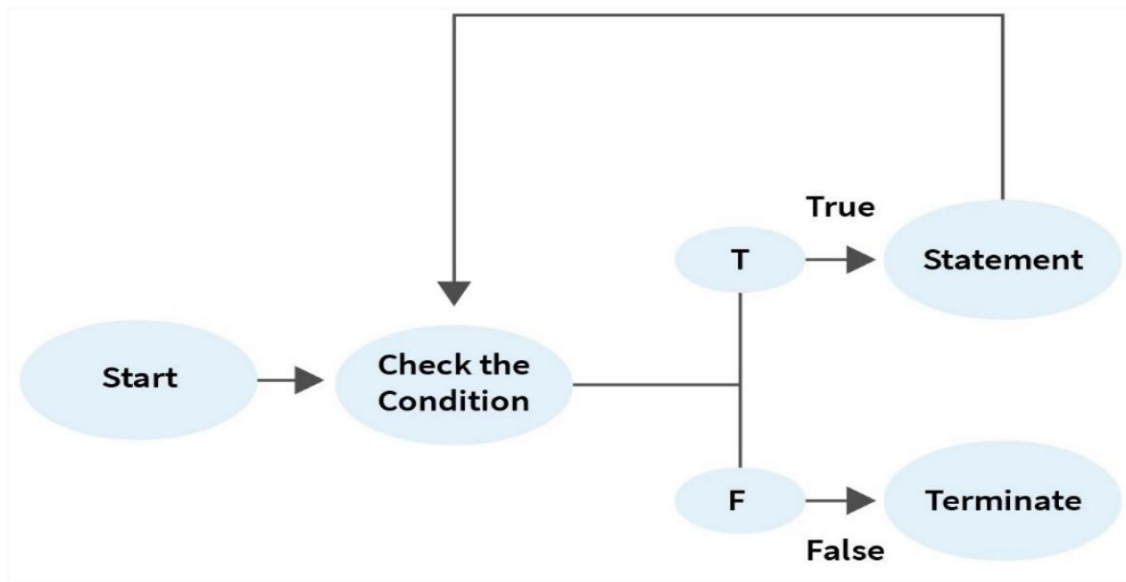 True
T
Statement
Start
Check the
Condition
F
Terminate
False